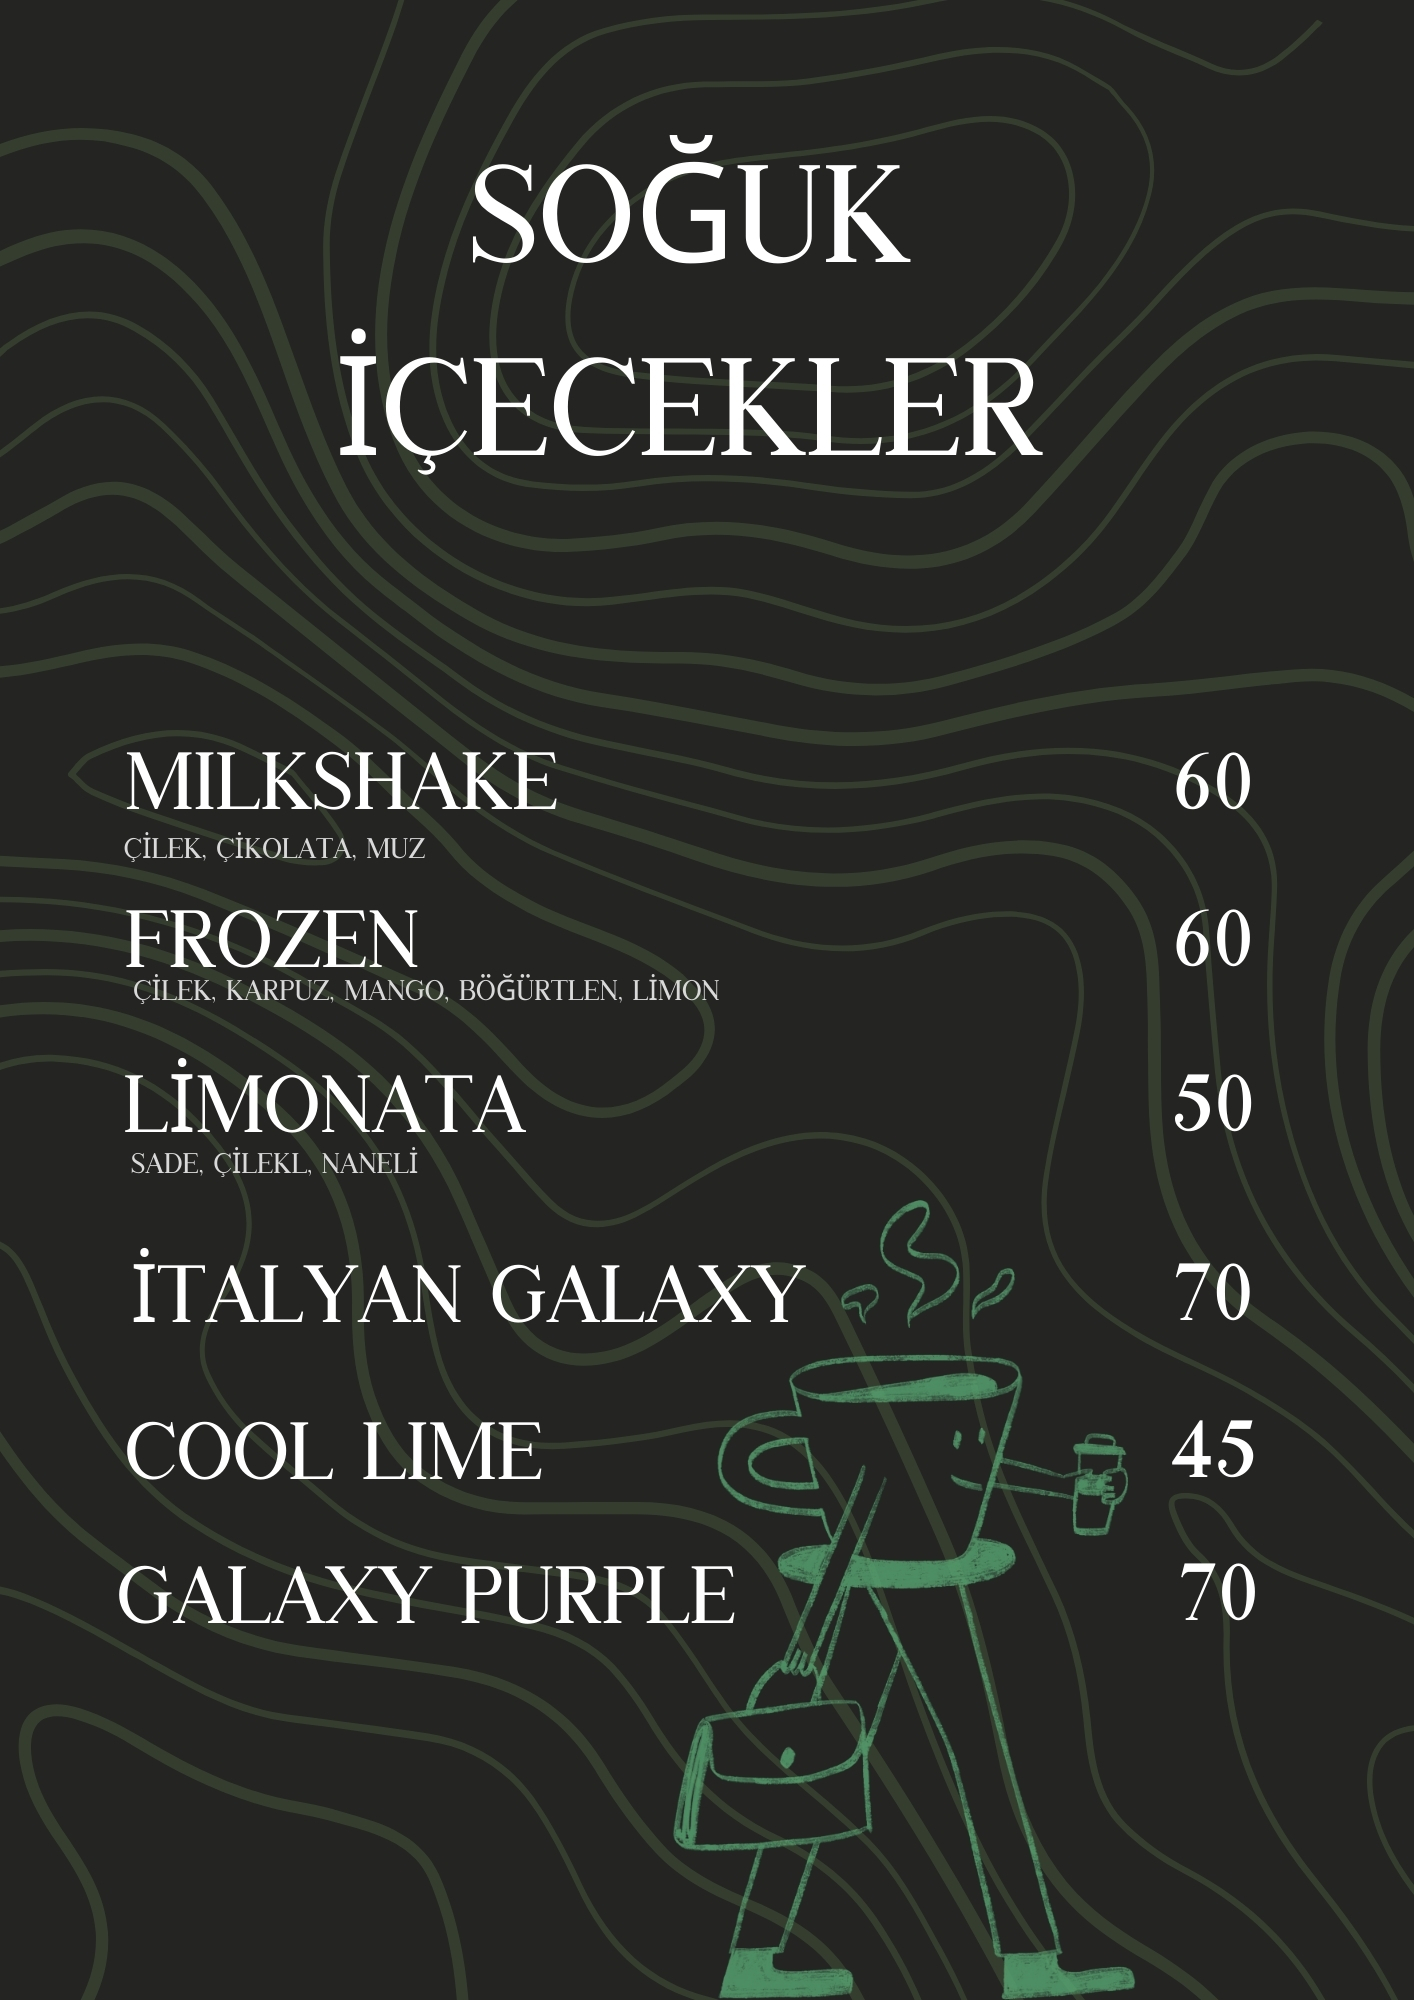 SOĞUK
İÇECEKLER
MILKSHAKE 60
ÇİLEK, ÇİKOLATA, MUZ
FROZEN 60
ÇİLEK, KARPUZ, MANGO, BÖĞÜRTLEN, LİMON
LİMONATA 50
SADE, ÇİLEKL, NANELİ
İTALYAN GALAXY 70
COOL LIME 45
GALAXY PURPLE 70